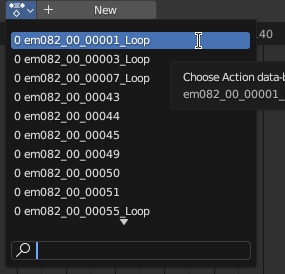 New
40
0 em082_00_00001_Loop
0 em082_00_00003_Loop
0 em082_00_00007_Loop
0 em082_00_00043
0 em082_00_00044
0 em082_00_00045
0 em082_00_00049
0 em082_00_00050
0 em082_00_00051
0 em082_00_00055_Loop
Choose Action data-b
em082_00_00001_